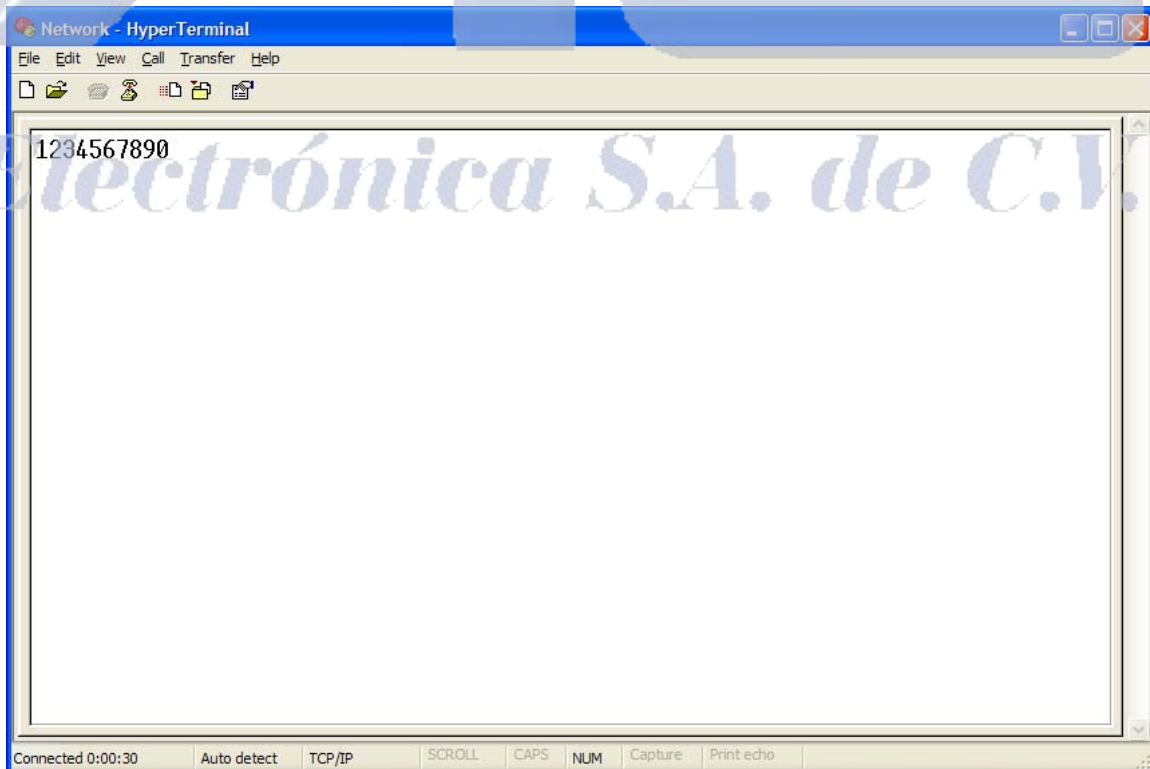 Network - HyperTerminal
File Edit View Call Transfer Help
1234567890
Electrónica S.A. de C.V.
Connected 0:00:30 Auto detect TCP/IP SCROLL CAPS NUM Capture Print echo